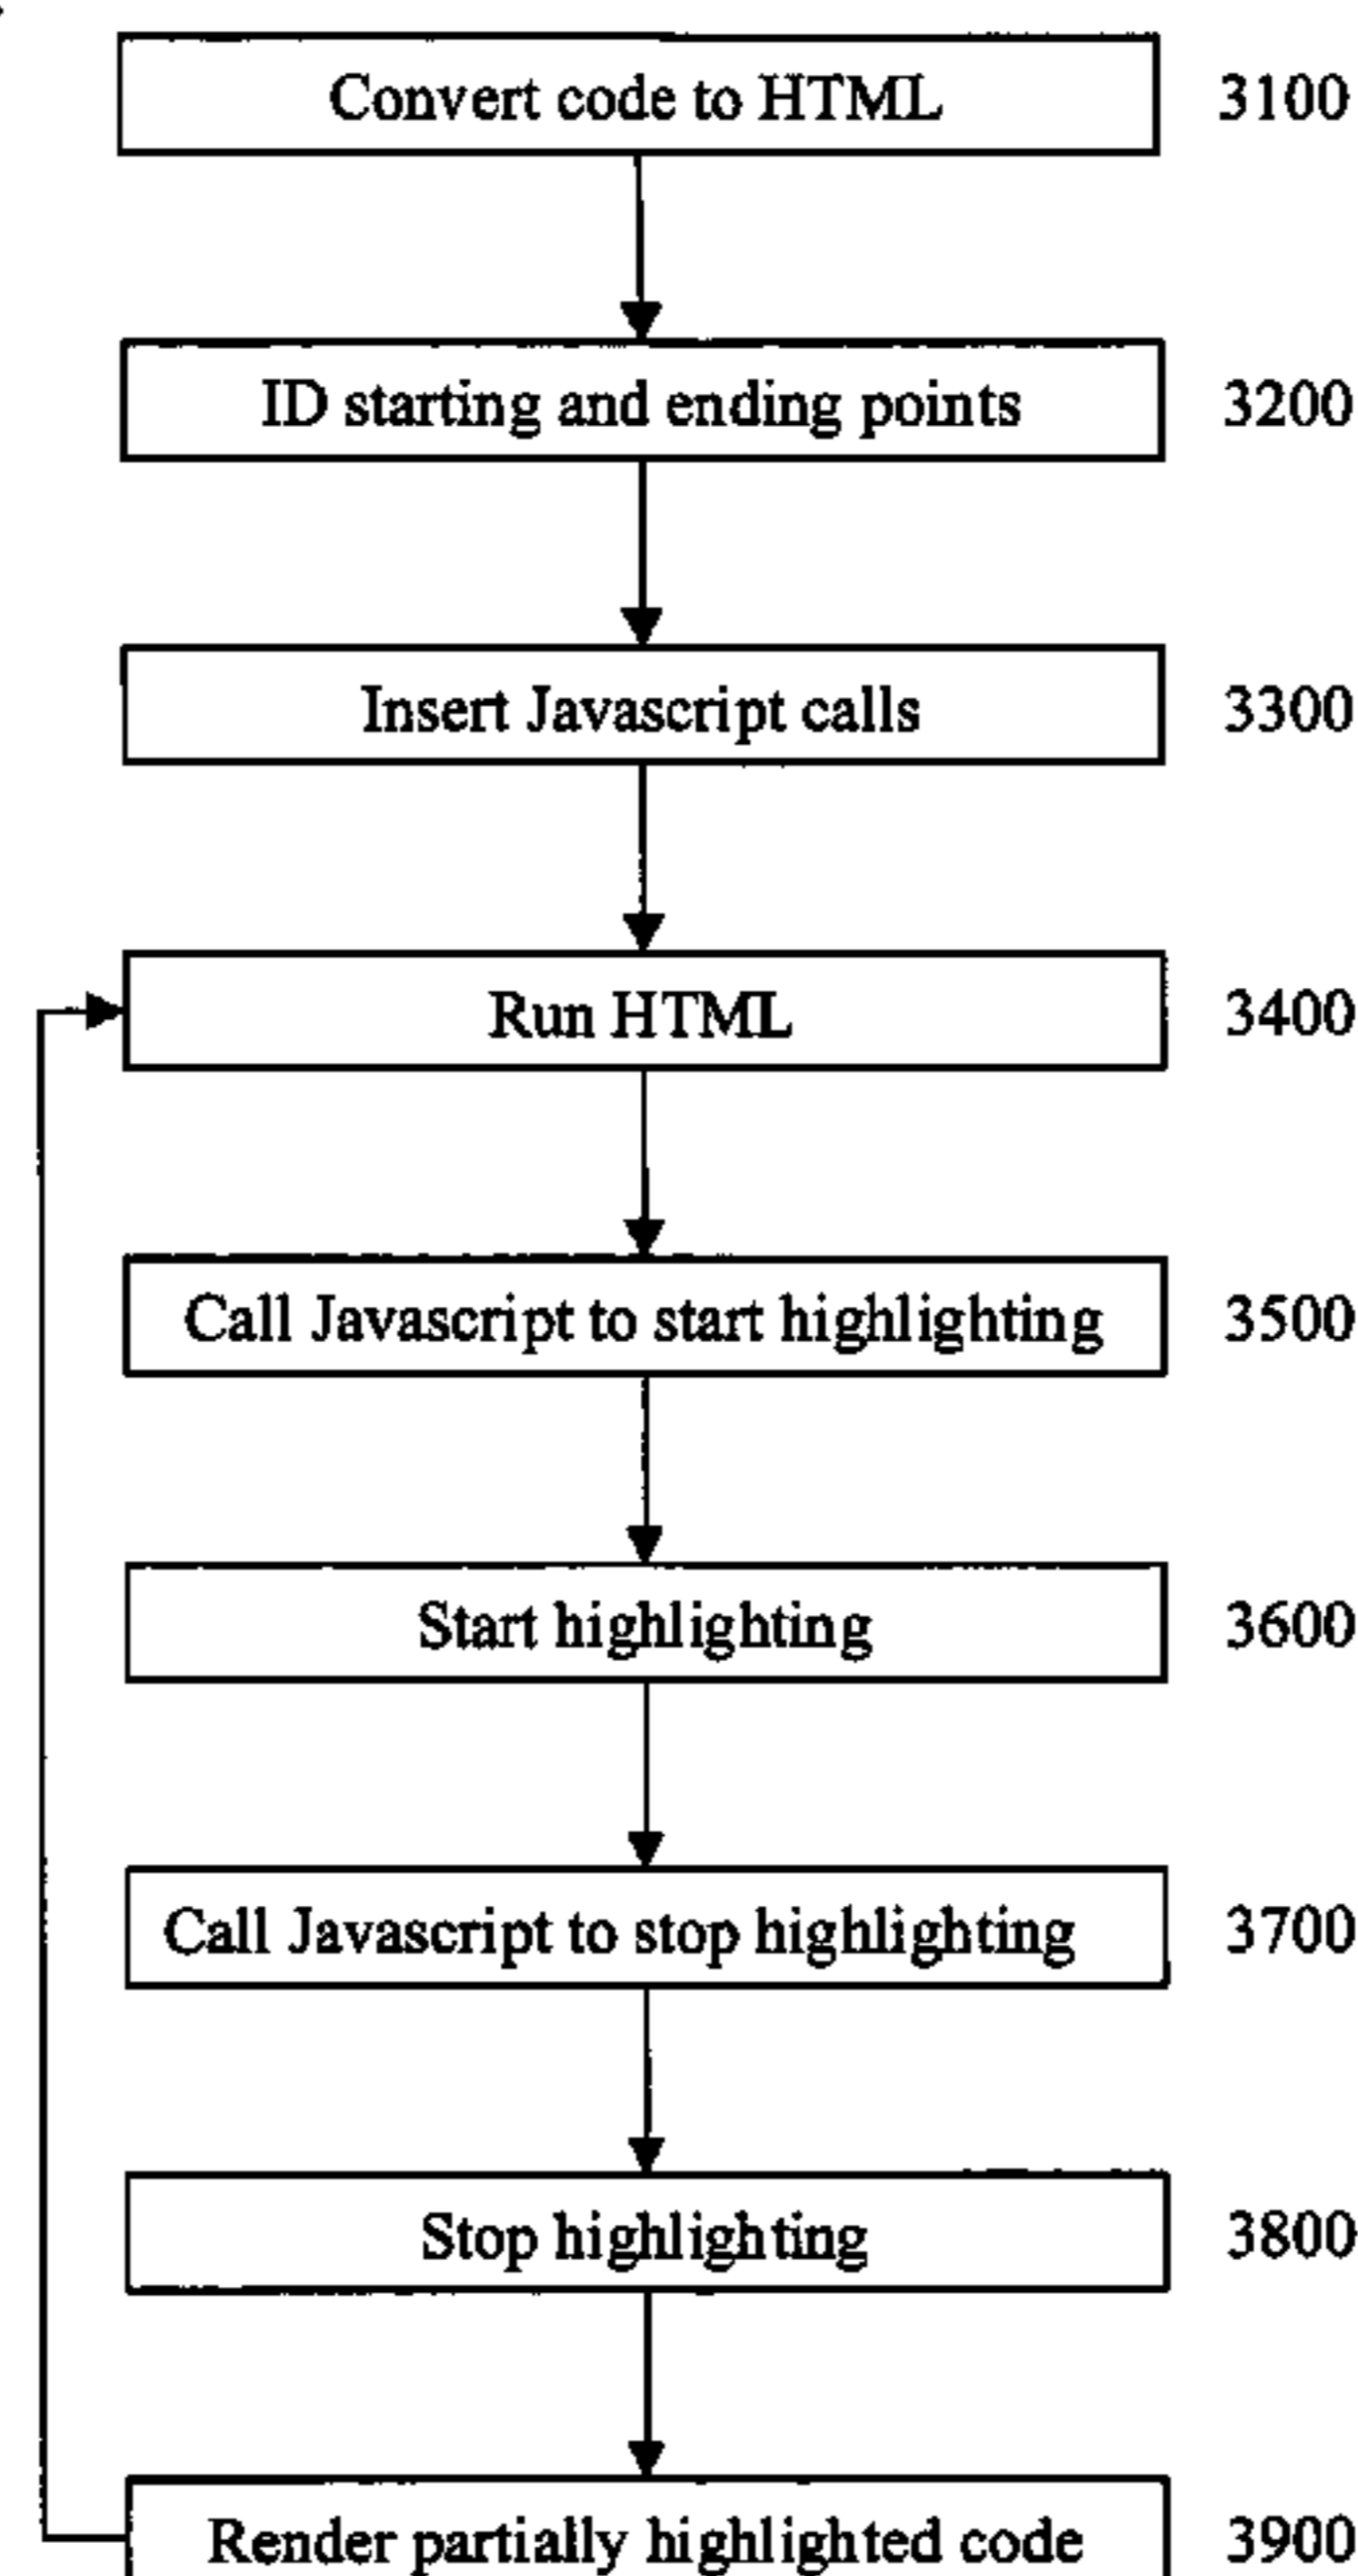 Convert code to HTML 3100
ID starting and ending points 3200
Insert Javascript calls 3300
Run HTML 3400
Call Javascript to start highlighting 3500
Start highlighting 3600
Call Javascript to stop highlighting 3700
Stop highlighting 3800
Render partially highlighted code 3900